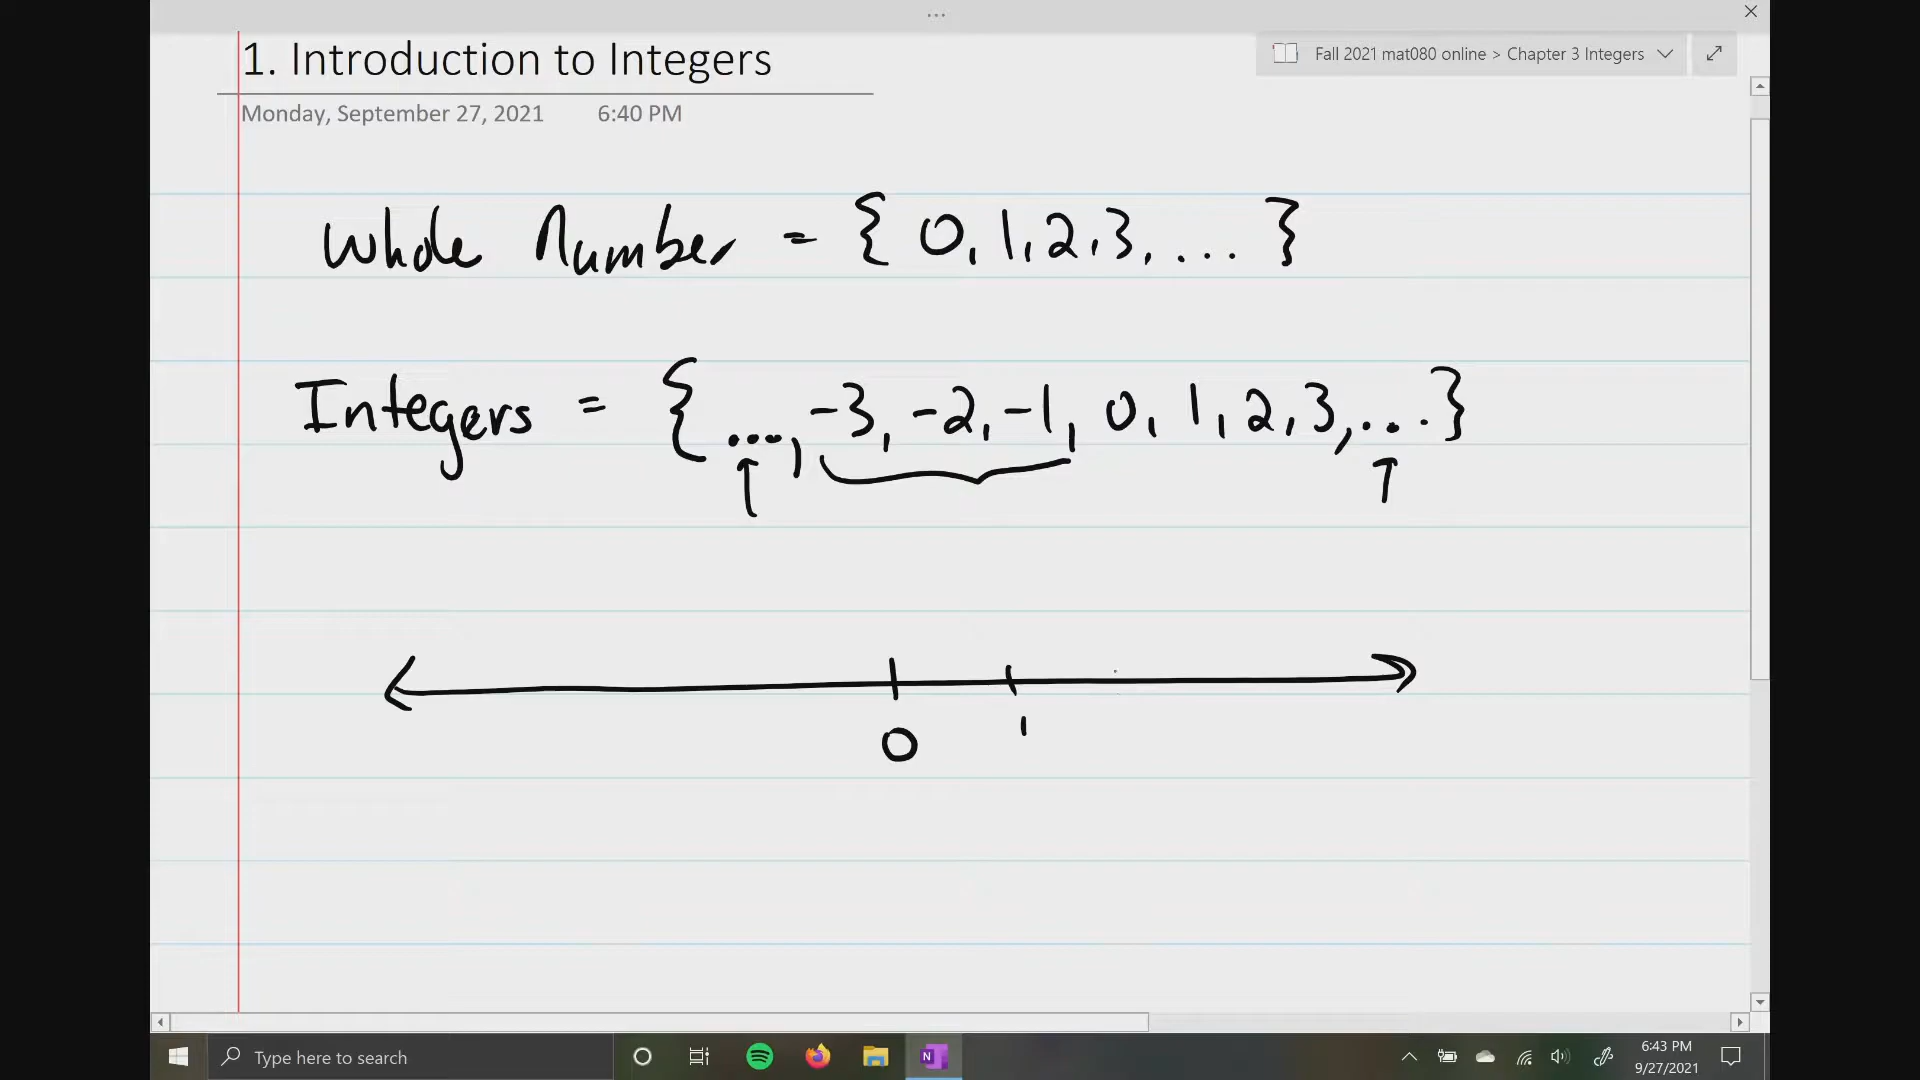 ...
1. Introduction to Integers
Fall 2021 mat080 online > Chapter 3 Integers
Monday, September 27, 2021 6:40 PM
Whole Number = { 0, 1, 2, 3, .... }
Integers = { ..., -3, -2, -1, 0, 1, 2, 3, ... }
0 1
Type here to search
6:43 PM
9/27/2021